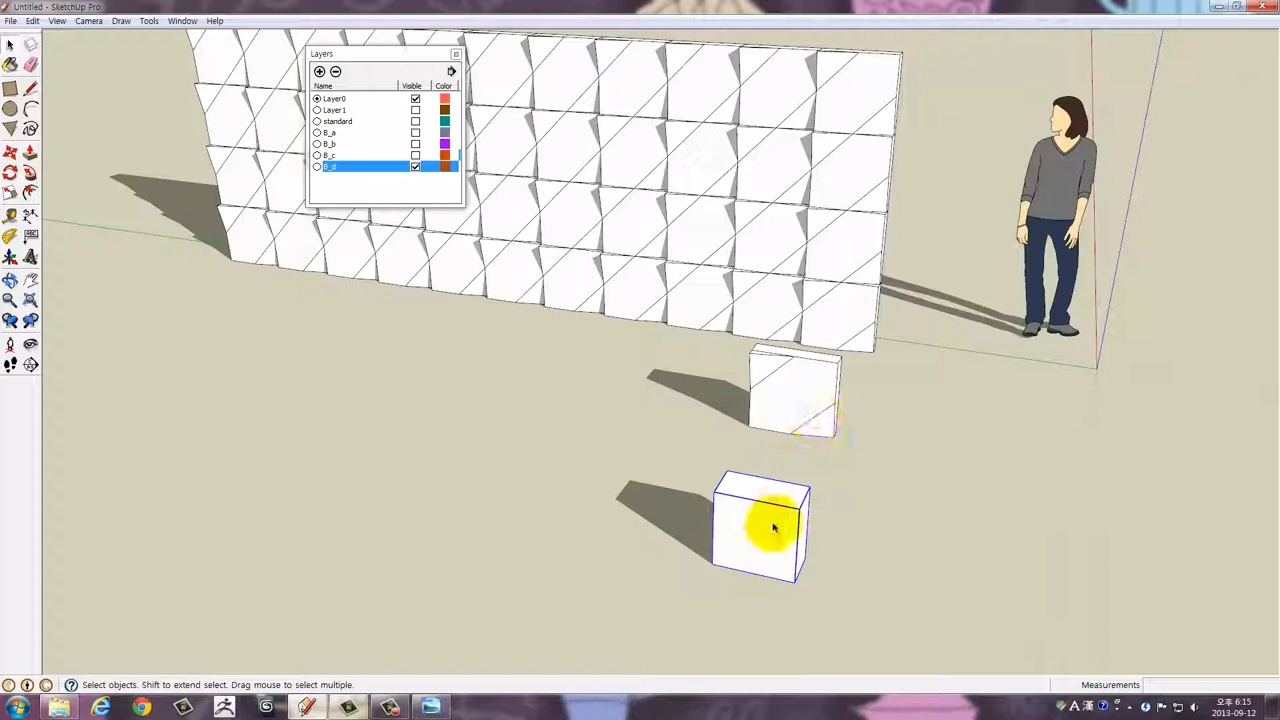 Untitled - SketchUp Pro
File Edit View Camera Draw Tools Window Help
Layers
Name Visible Color
Layer0
Layer1
standard
B_a
B_b
B_c
B_d
Select objects. Shift to extend select. Drag mouse to select multiple.
Measurements
A 漢
오후 6:15
2013-09-12